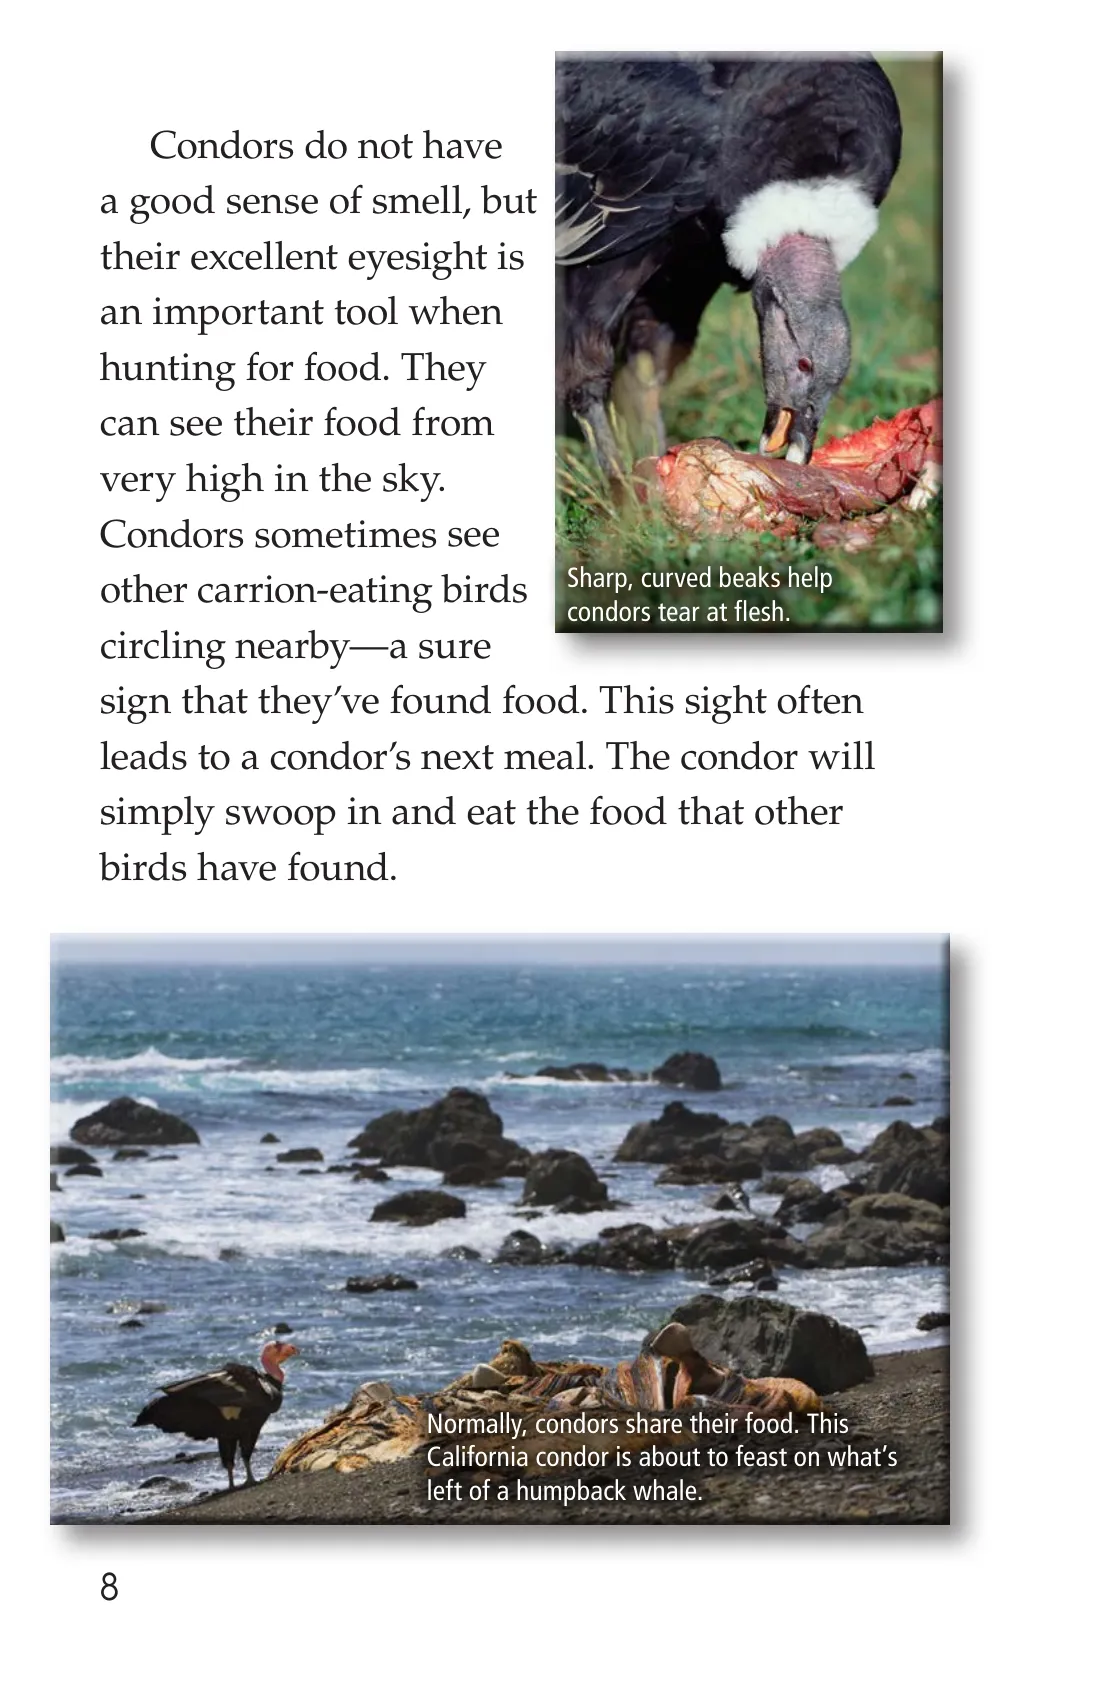 Condors do not have
a good sense of smell, but
their excellent eyesight is
an important tool when
hunting for food. They
can see their food from
very high in the sky.
Condors sometimes see
other carrion-eating birds
circling nearby—a sure
sign that they’ve found food. This sight often
leads to a condor’s next meal. The condor will
simply swoop in and eat the food that other
birds have found.
Sharp, curved beaks help
condors tear at flesh.
Normally, condors share their food. This
California condor is about to feast on what’s
left of a humpback whale.
8